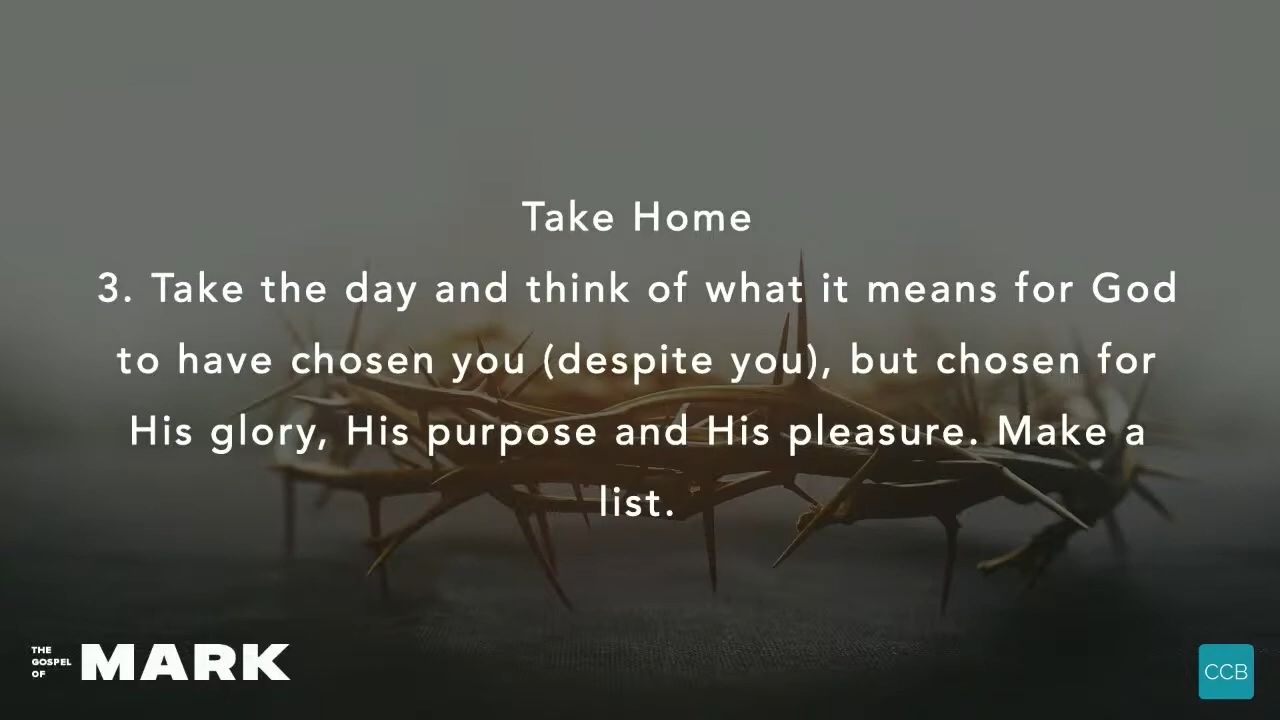 Take Home
3. Take the day and think of what it means for God
to have chosen you (despite you), but chosen for
His glory, His purpose and His pleasure. Make a
list.
THE
GOSPEL
OF
MARK
CCB